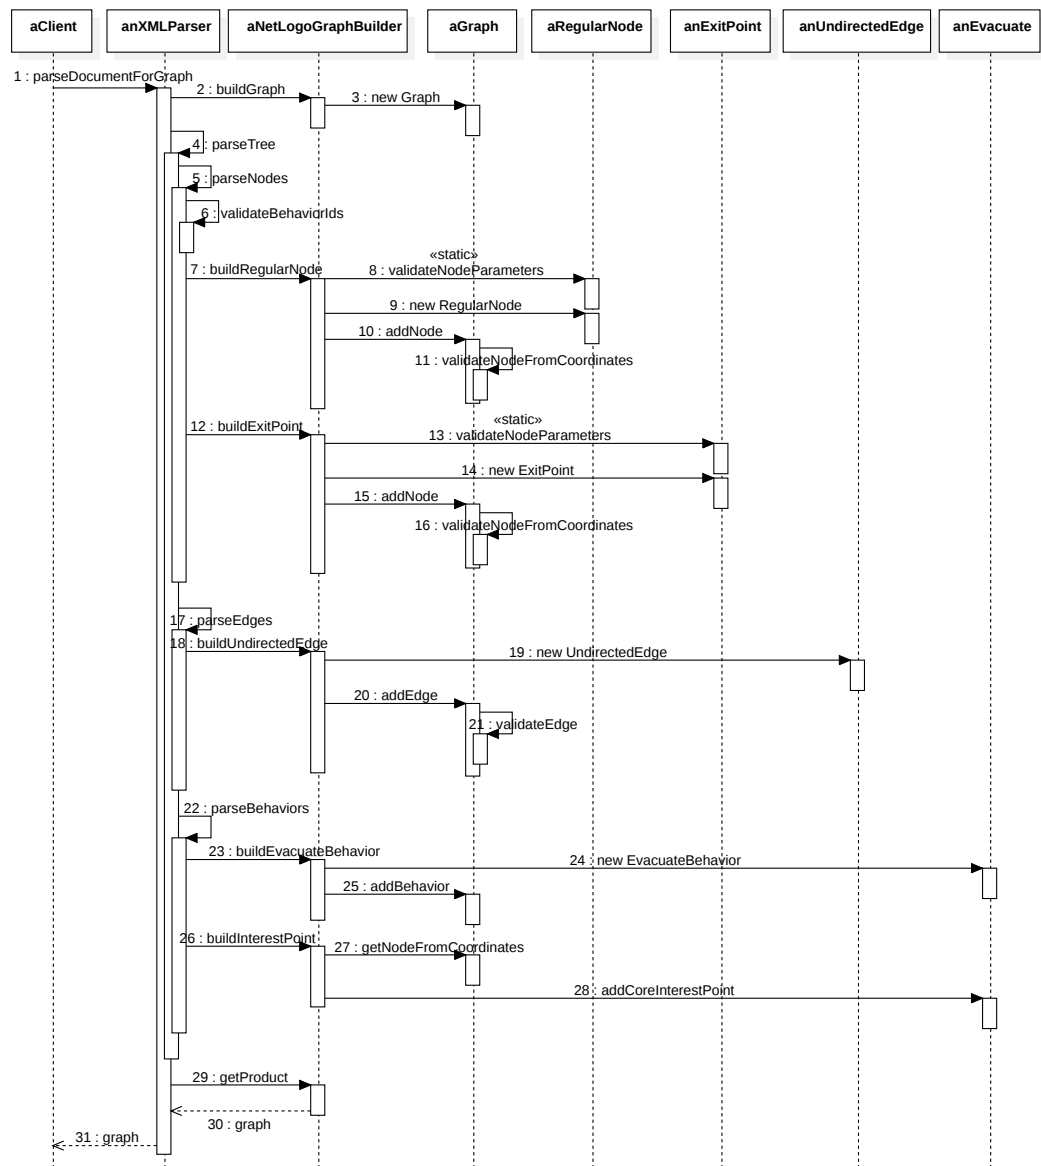 aClient
anXMLParser
aNetLogoGraphBuilder
aGraph
aRegularNode
anExitPoint
anUndirectedEdge
anEvacuate
1 : parseDocumentForGraph
2 : buildGraph
3 : new Graph
4 : parseTree
5 : parseNodes
6 : validateBehaviorIds
«static»
7 : buildRegularNode
8 : validateNodeParameters
9 : new RegularNode
10 : addNode
11 : validateNodeFromCoordinates
«static»
12 : buildExitPoint
13 : validateNodeParameters
14 : new ExitPoint
15 : addNode
16 : validateNodeFromCoordinates
17 : parseEdges
18 : buildUndirectedEdge
19 : new UndirectedEdge
20 : addEdge
21 : validateEdge
22 : parseBehaviors
23 : buildEvacuateBehavior
24 : new EvacuateBehavior
25 : addBehavior
26 : buildInterestPoint
27 : getNodeFromCoordinates
28 : addCoreInterestPoint
29 : getProduct
30 : graph
31 : graph